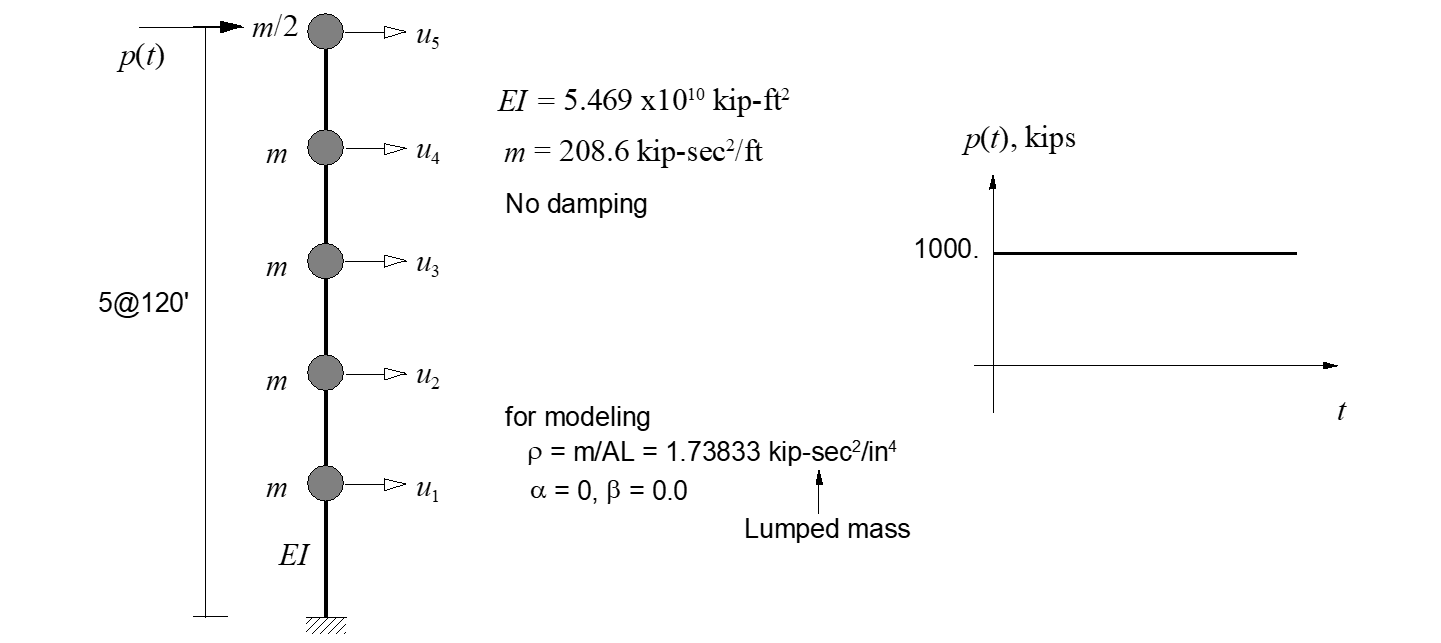 m/2
u₅
p(t)
EI = 5.469 x10¹⁰ kip-ft²
p(t), kips
m
u₄
m = 208.6 kip-sec²/ft
No damping
1000.
m
u₃
5@120'
m
u₂
t
for modeling
ρ = m/AL = 1.73833 kip-sec²/in⁴
m
u₁
α = 0, β = 0.0
Lumped mass
EI